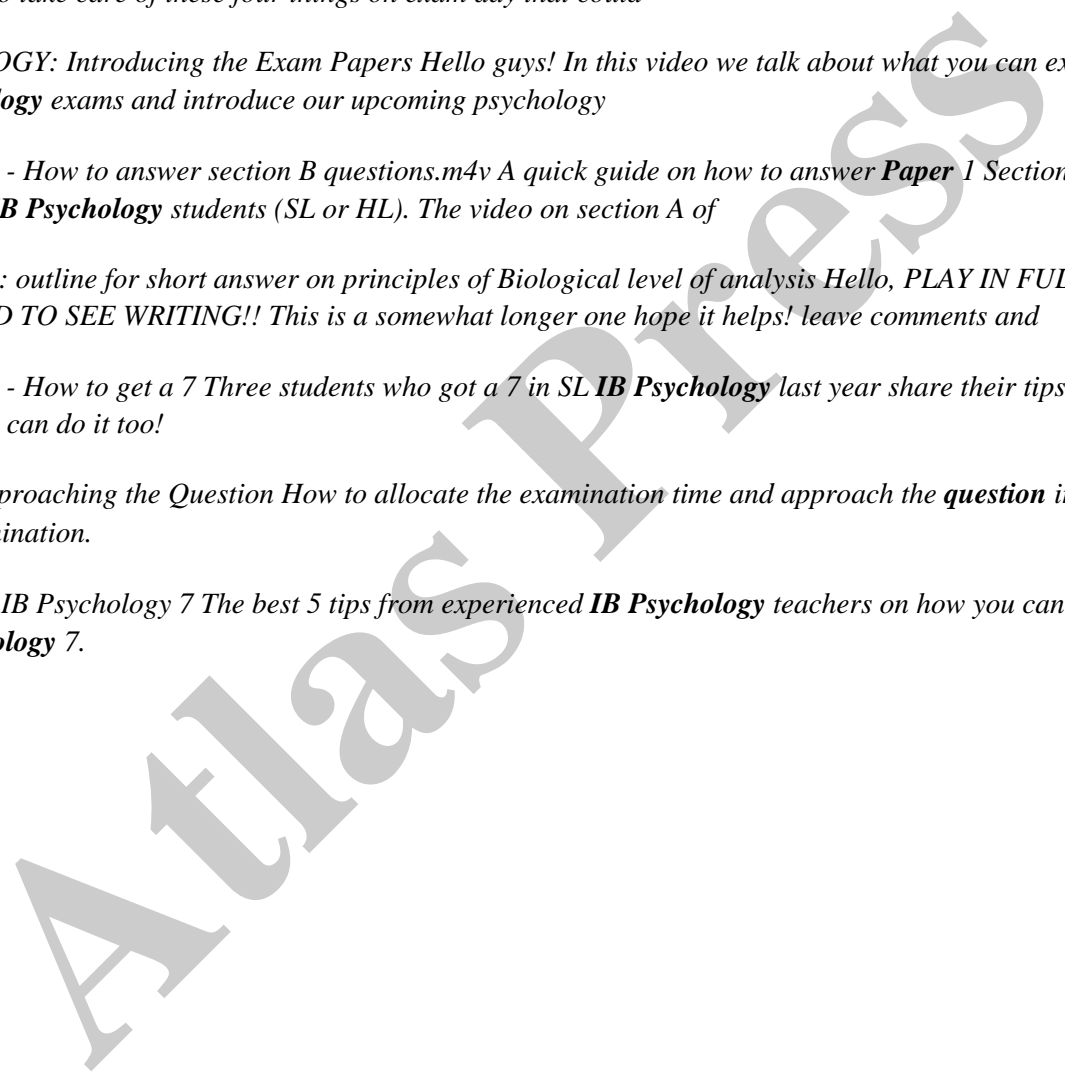 take care of these four things on exam day that could
OGY: Introducing the Exam Papers Hello guys! In this video we talk about what you can ex
logy exams and introduce our upcoming psychology
- How to answer section B questions.m4v A quick guide on how to answer Paper 1 Section
B Psychology students (SL or HL). The video on section A of
: outline for short answer on principles of Biological level of analysis Hello, PLAY IN FUL
D TO SEE WRITING!! This is a somewhat longer one hope it helps! leave comments and
- How to get a 7 Three students who got a 7 in SL IB Psychology last year share their tips
can do it too!
proaching the Question How to allocate the examination time and approach the question i
ination.
IB Psychology 7 The best 5 tips from experienced IB Psychology teachers on how you can
ology 7.
Atlas Press